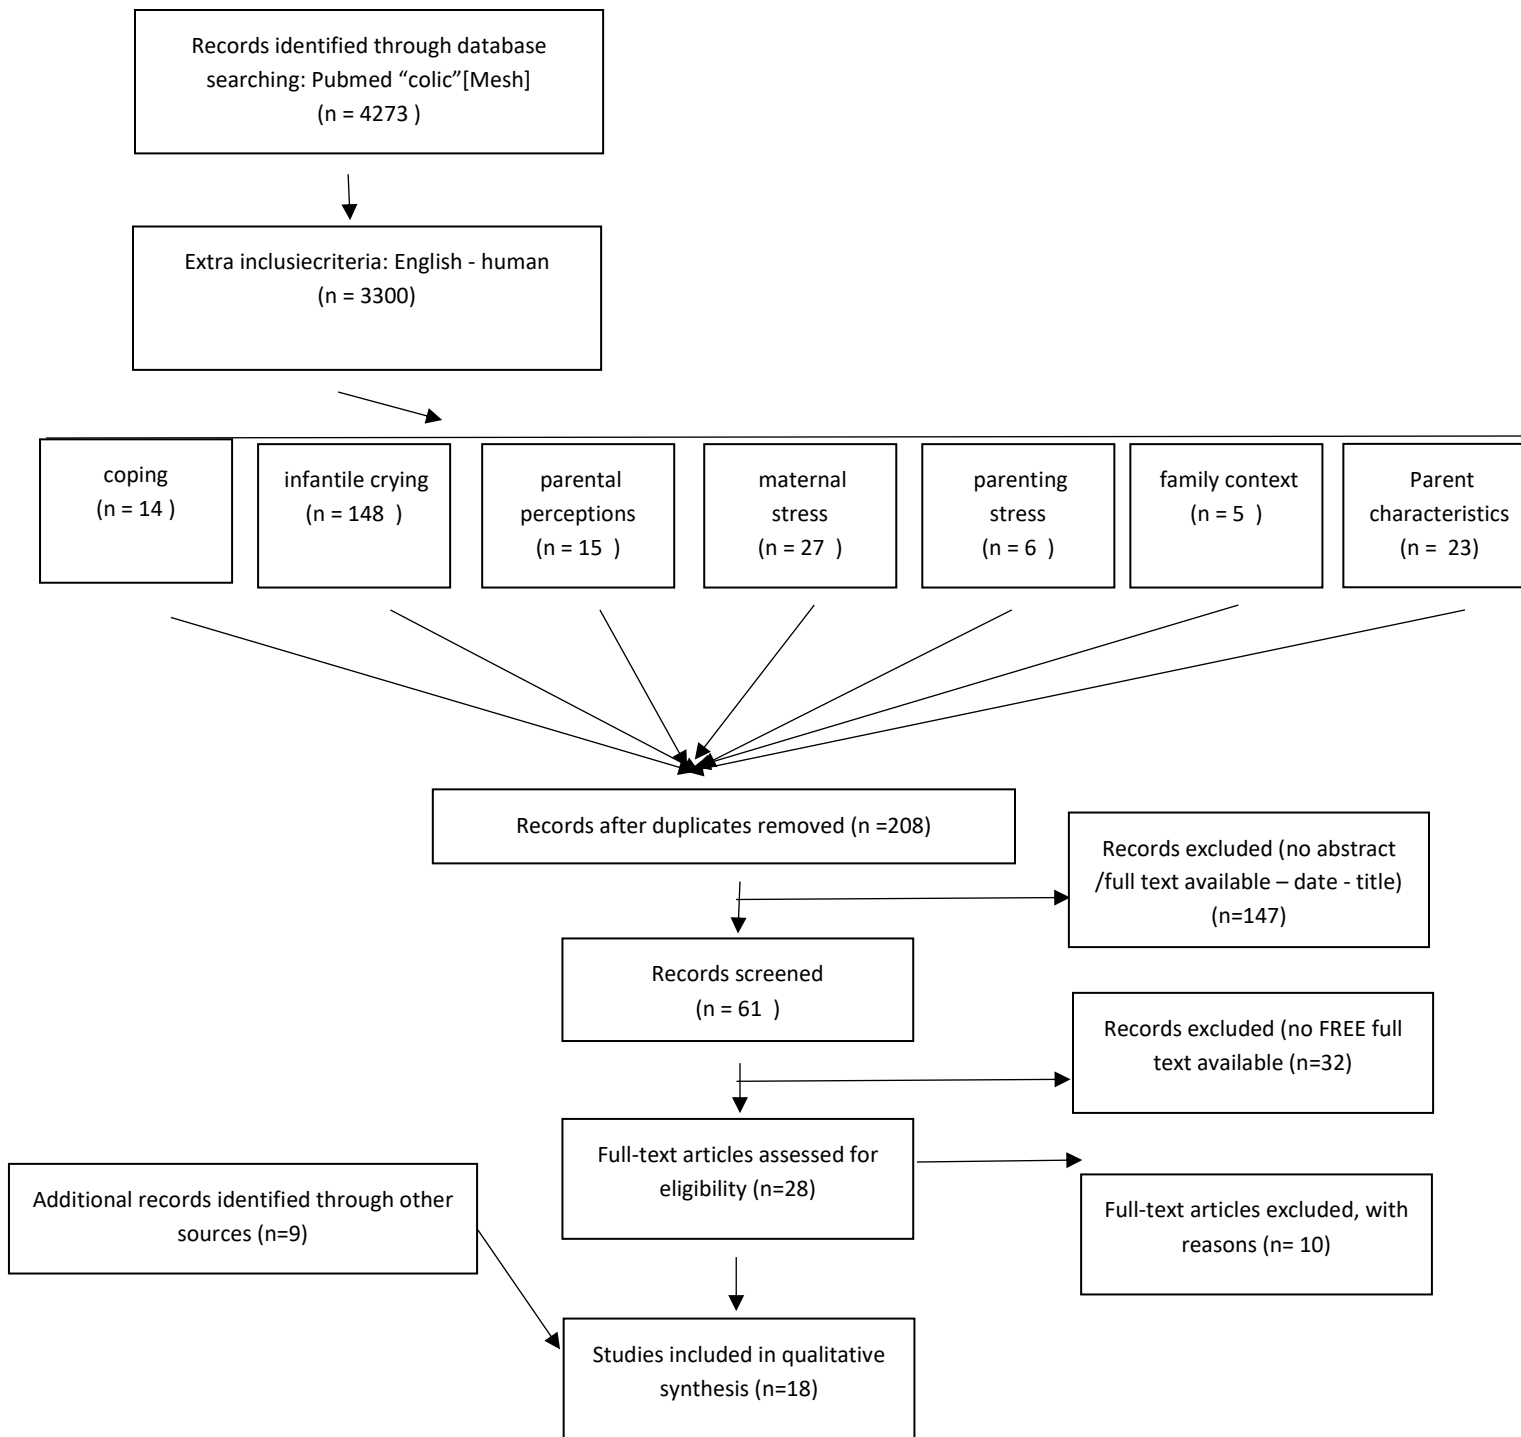 Records identified through database
searching: Pubmed “colic”[Mesh]
(n = 4273 )
Extra inclusiecriteria: English - human
(n = 3300)
coping
(n = 14 )
infantile crying
(n = 148 )
parental
perceptions
(n = 15 )
maternal
stress
(n = 27 )
parenting
stress
(n = 6 )
family context
(n = 5 )
Parent
characteristics
(n = 23)
Records after duplicates removed (n =208)
Records excluded (no abstract
/full text available – date - title)
(n=147)
Records screened
(n = 61 )
Records excluded (no FREE full
text available (n=32)
Full-text articles assessed for
eligibility (n=28)
Additional records identified through other
sources (n=9)
Full-text articles excluded, with
reasons (n= 10)
Studies included in qualitative
synthesis (n=18)